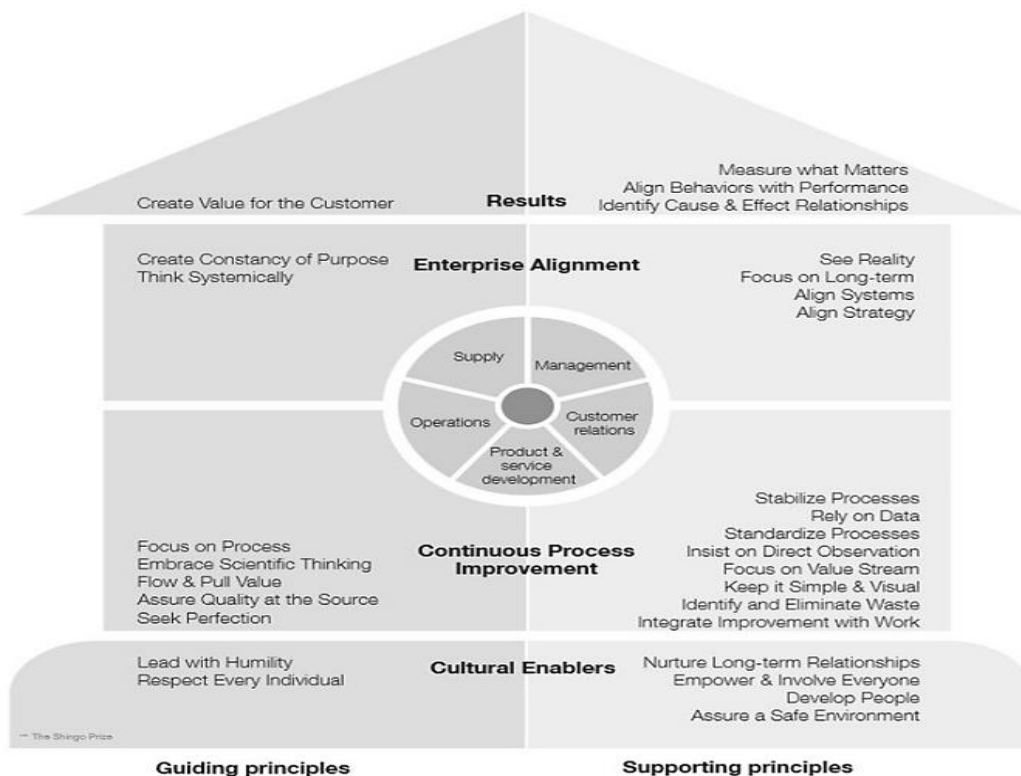 Create Value for the Customer
Results
Measure what Matters
Align Behaviors with Performance
Identify Cause & Effect Relationships
Create Constancy of Purpose
Think Systemically
Enterprise Alignment
See Reality
Focus on Long-term
Align Systems
Align Strategy
Supply
Management
Operations
Customer
relations
Product &
service
development
Focus on Process
Embrace Scientific Thinking
Flow & Pull Value
Assure Quality at the Source
Seek Perfection
Continuous Process
Improvement
Stabilize Processes
Rely on Data
Standardize Processes
Insist on Direct Observation
Focus on Value Stream
Keep it Simple & Visual
Identify and Eliminate Waste
Integrate Improvement with Work
Lead with Humility
Respect Every Individual
Cultural Enablers
Nurture Long-term Relationships
Empower & Involve Everyone
Develop People
Assure a Safe Environment
— The Shingo Prize
Guiding principles
Supporting principles